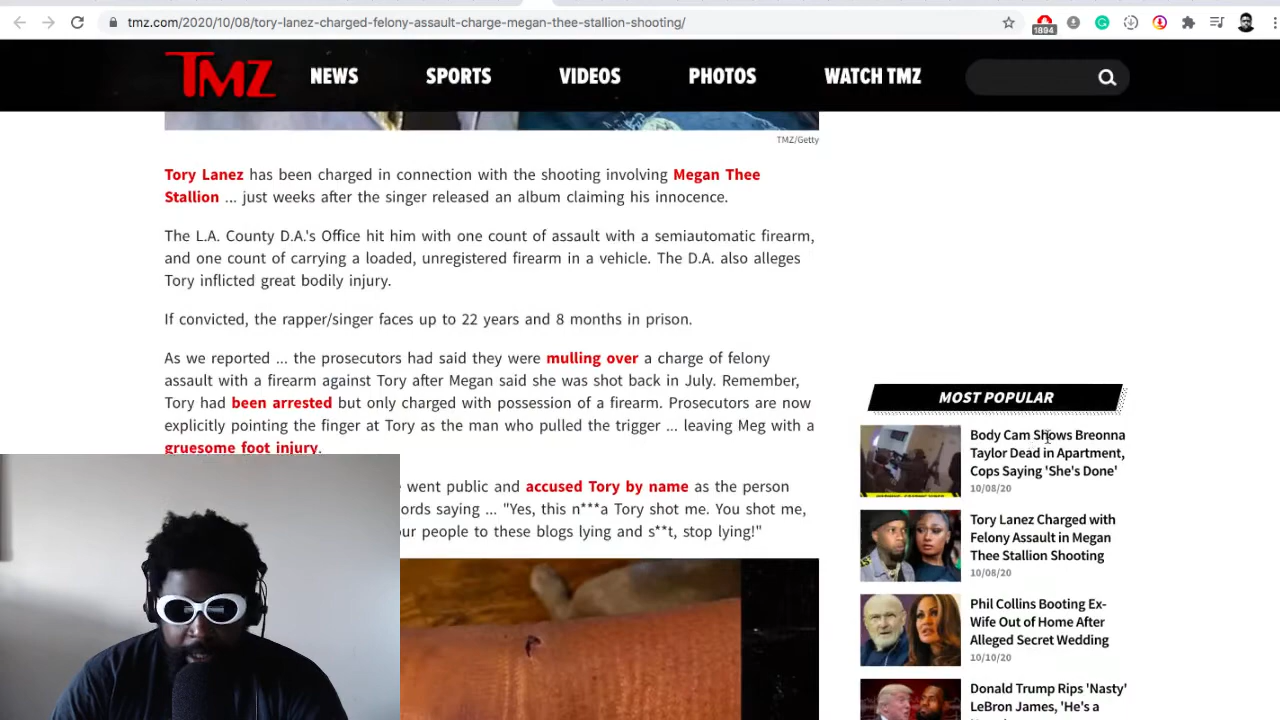 tmz.com/2020/10/08/tory-lanez-charged-felony-assault-charge-megan-thee-stallion-shooting/
1894
TMZ NEWS SPORTS VIDEOS PHOTOS WATCH TMZ
TMZ/Getty
Tory Lanez has been charged in connection with the shooting involving Megan Thee
Stallion ... just weeks after the singer released an album claiming his innocence.
The L.A. County D.A.'s Office hit him with one count of assault with a semiautomatic firearm,
and one count of carrying a loaded, unregistered firearm in a vehicle. The D.A. also alleges
Tory inflicted great bodily injury.
If convicted, the rapper/singer faces up to 22 years and 8 months in prison.
As we reported ... the prosecutors had said they were mulling over a charge of felony
assault with a firearm against Tory after Megan said she was shot back in July. Remember,
Tory had been arrested but only charged with possession of a firearm. Prosecutors are now
explicitly pointing the finger at Tory as the man who pulled the trigger ... leaving Meg with a
gruesome foot injury.
went public and accused Tory by name as the person
ords saying ... "Yes, this n***a Tory shot me. You shot me,
ur people to these blogs lying and s**t, stop lying!"
MOST POPULAR
Body Cam Shows Breonna
Taylor Dead in Apartment,
Cops Saying 'She's Done'
10/08/20
Tory Lanez Charged with
Felony Assault in Megan
Thee Stallion Shooting
10/08/20
Phil Collins Booting Ex-
Wife Out of Home After
Alleged Secret Wedding
10/10/20
Donald Trump Rips 'Nasty'
LeBron James, 'He's a